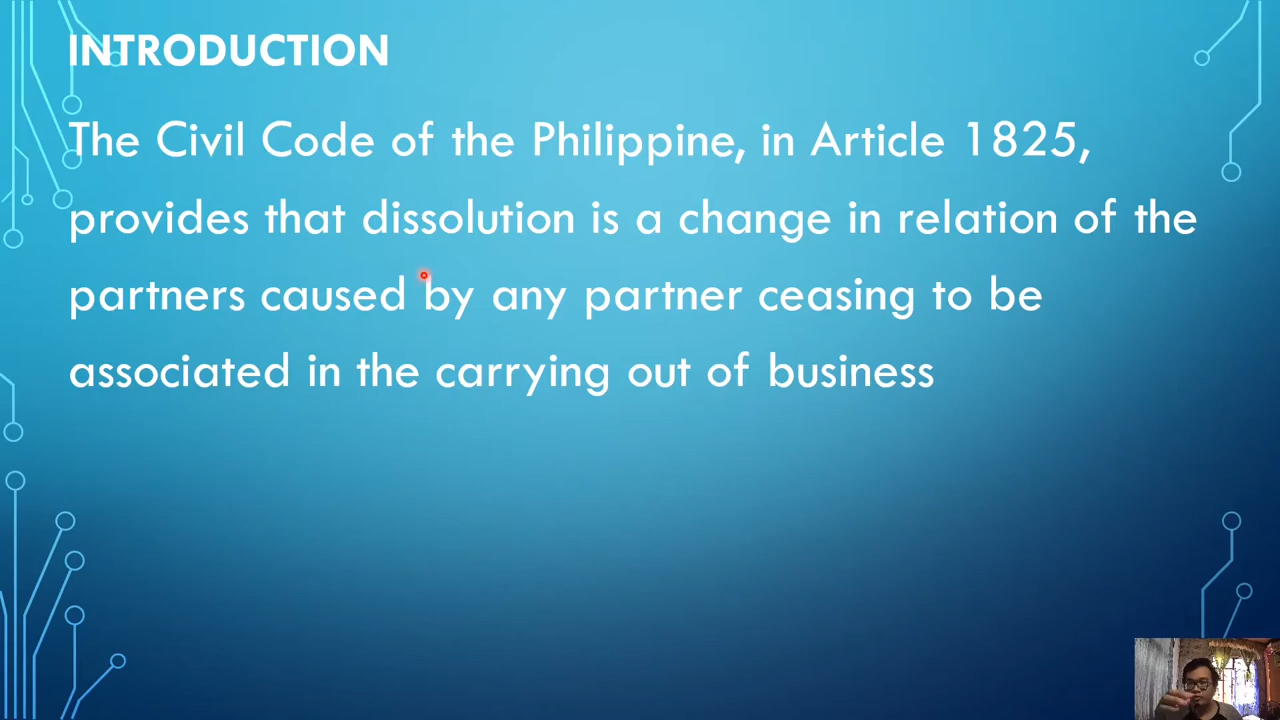 INTRODUCTION
The Civil Code of the Philippine, in Article 1825,
provides that dissolution is a change in relation of the
partners caused by any partner ceasing to be
associated in the carrying out of business